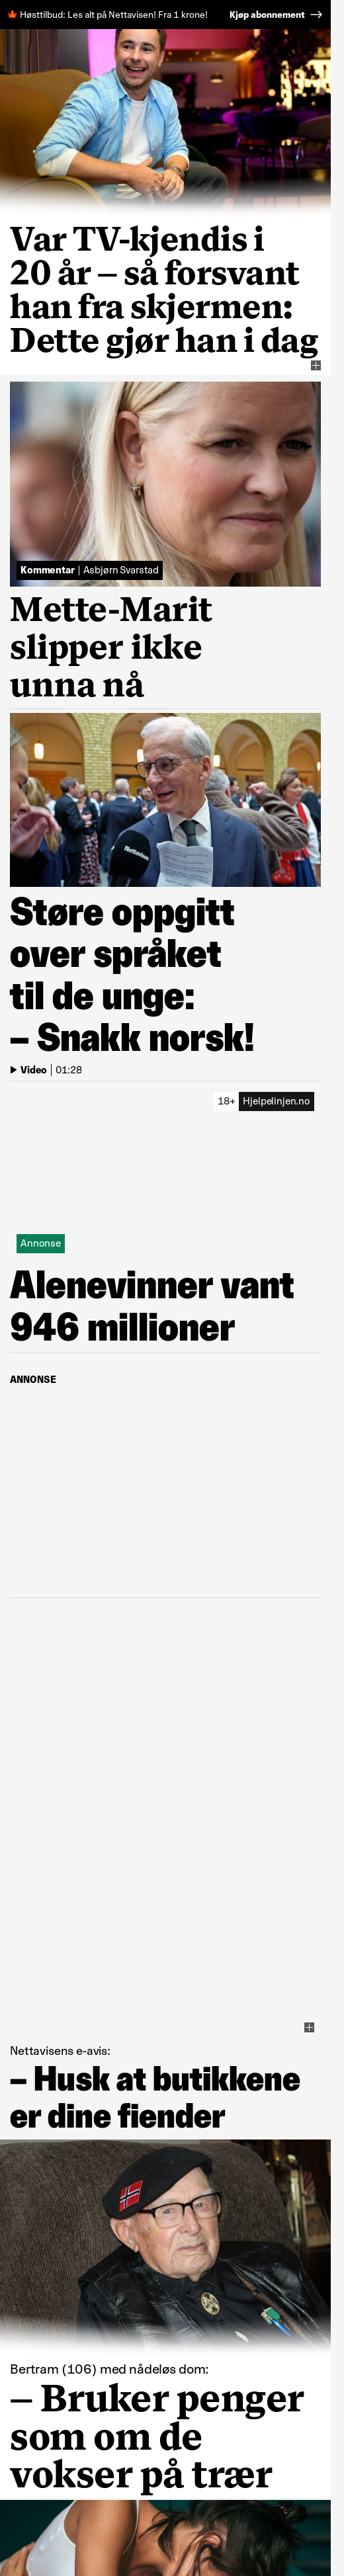 Høsttilbud: Les alt på Nettavisen! Fra 1 krone!
Kjøp abonnement
Var TV-kjendis i
20 år – så forsvant
han fra skjermen:
Dette gjør han i dag
Kommentar | Asbjørn Svarstad
Mette-Marit
slipper ikke
unna nå
Nettavisen
Støre oppgitt
over språket
til de unge:
– Snakk norsk!
Video | 01:28
18+ Hjelpelinjen.no
Annonse
Alenevinner vant
946 millioner
ANNONSE
Nettavisens e-avis:
– Husk at butikkene
er dine fiender
Bertram (106) med nådeløs dom:
– Bruker penger
som om de
vokser på trær